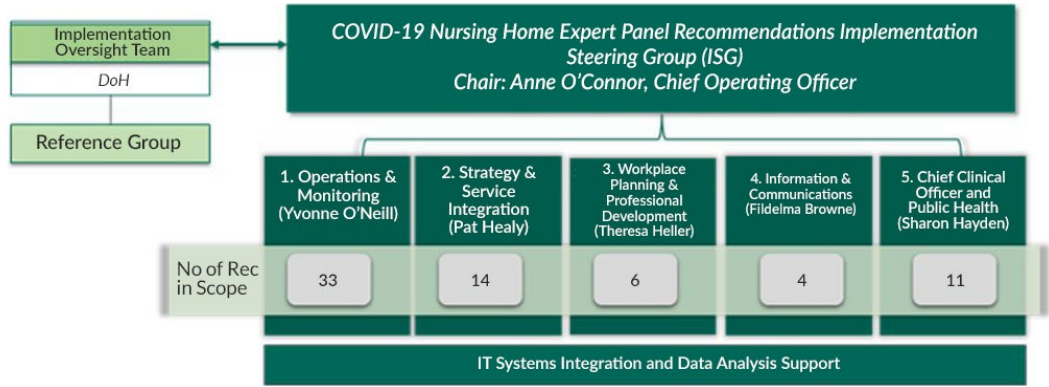 Implementation
Oversight Team
DoH
Reference Group
COVID-19 Nursing Home Expert Panel Recommendations Implementation
Steering Group (ISG)
Chair: Anne O'Connor, Chief Operating Officer
1. Operations &
Monitoring
(Yvonne O'Neill)
2. Strategy &
Service
Integration
(Pat Healy)
3. Workplace
Planning &
Professional
Development
(Theresa Heller)
4. Information &
Communications
(Fildelma Browne)
5. Chief Clinical
Officer and
Public Health
(Sharon Hayden)
No of Rec
in Scope
33
14
6
4
11
IT Systems Integration and Data Analysis Support